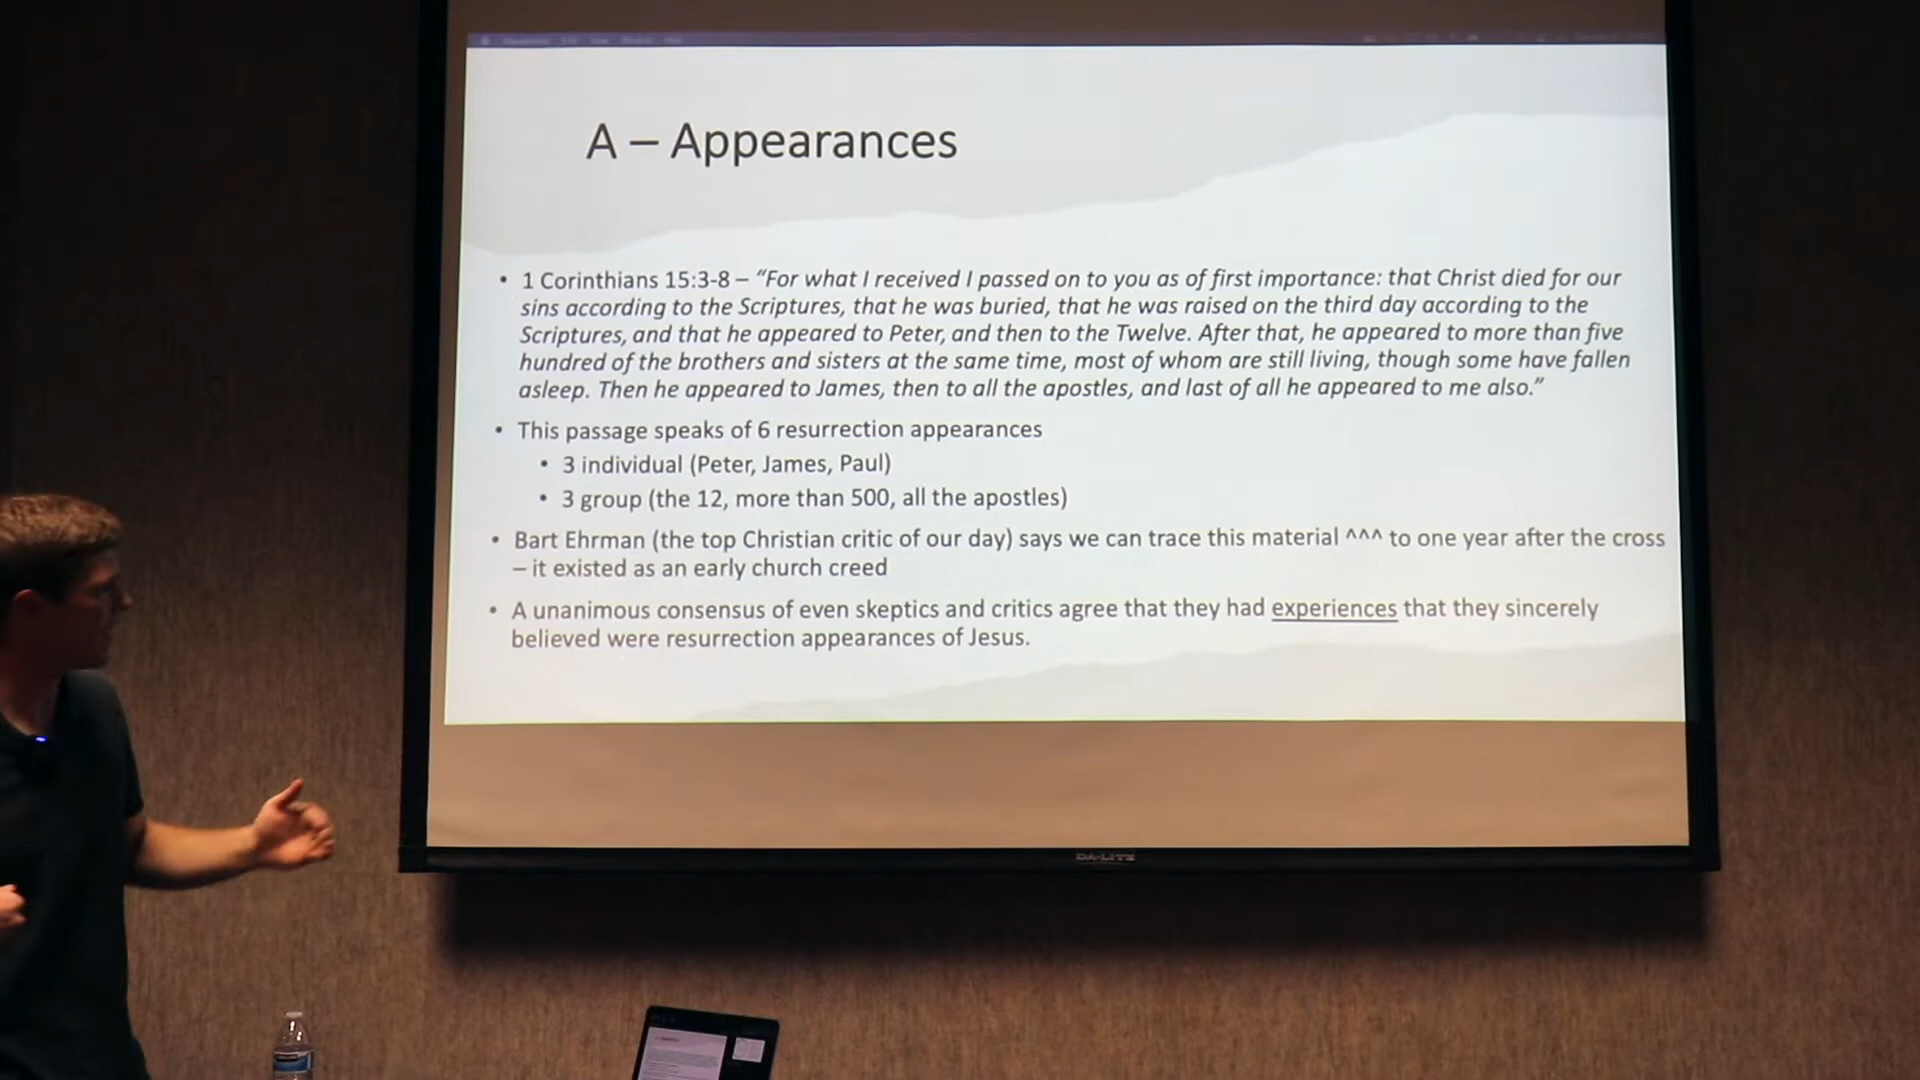 A – Appearances
• 1 Corinthians 15:3-8 – “For what I received I passed on to you as of first importance: that Christ died for our
sins according to the Scriptures, that he was buried, that he was raised on the third day according to the
Scriptures, and that he appeared to Peter, and then to the Twelve. After that, he appeared to more than five
hundred of the brothers and sisters at the same time, most of whom are still living, though some have fallen
asleep. Then he appeared to James, then to all the apostles, and last of all he appeared to me also.”
• This passage speaks of 6 resurrection appearances
• 3 individual (Peter, James, Paul)
• 3 group (the 12, more than 500, all the apostles)
• Bart Ehrman (the top Christian critic of our day) says we can trace this material ^^^ to one year after the cross
– it existed as an early church creed
• A unanimous consensus of even skeptics and critics agree that they had experiences that they sincerely
believed were resurrection appearances of Jesus.
DA-LITE